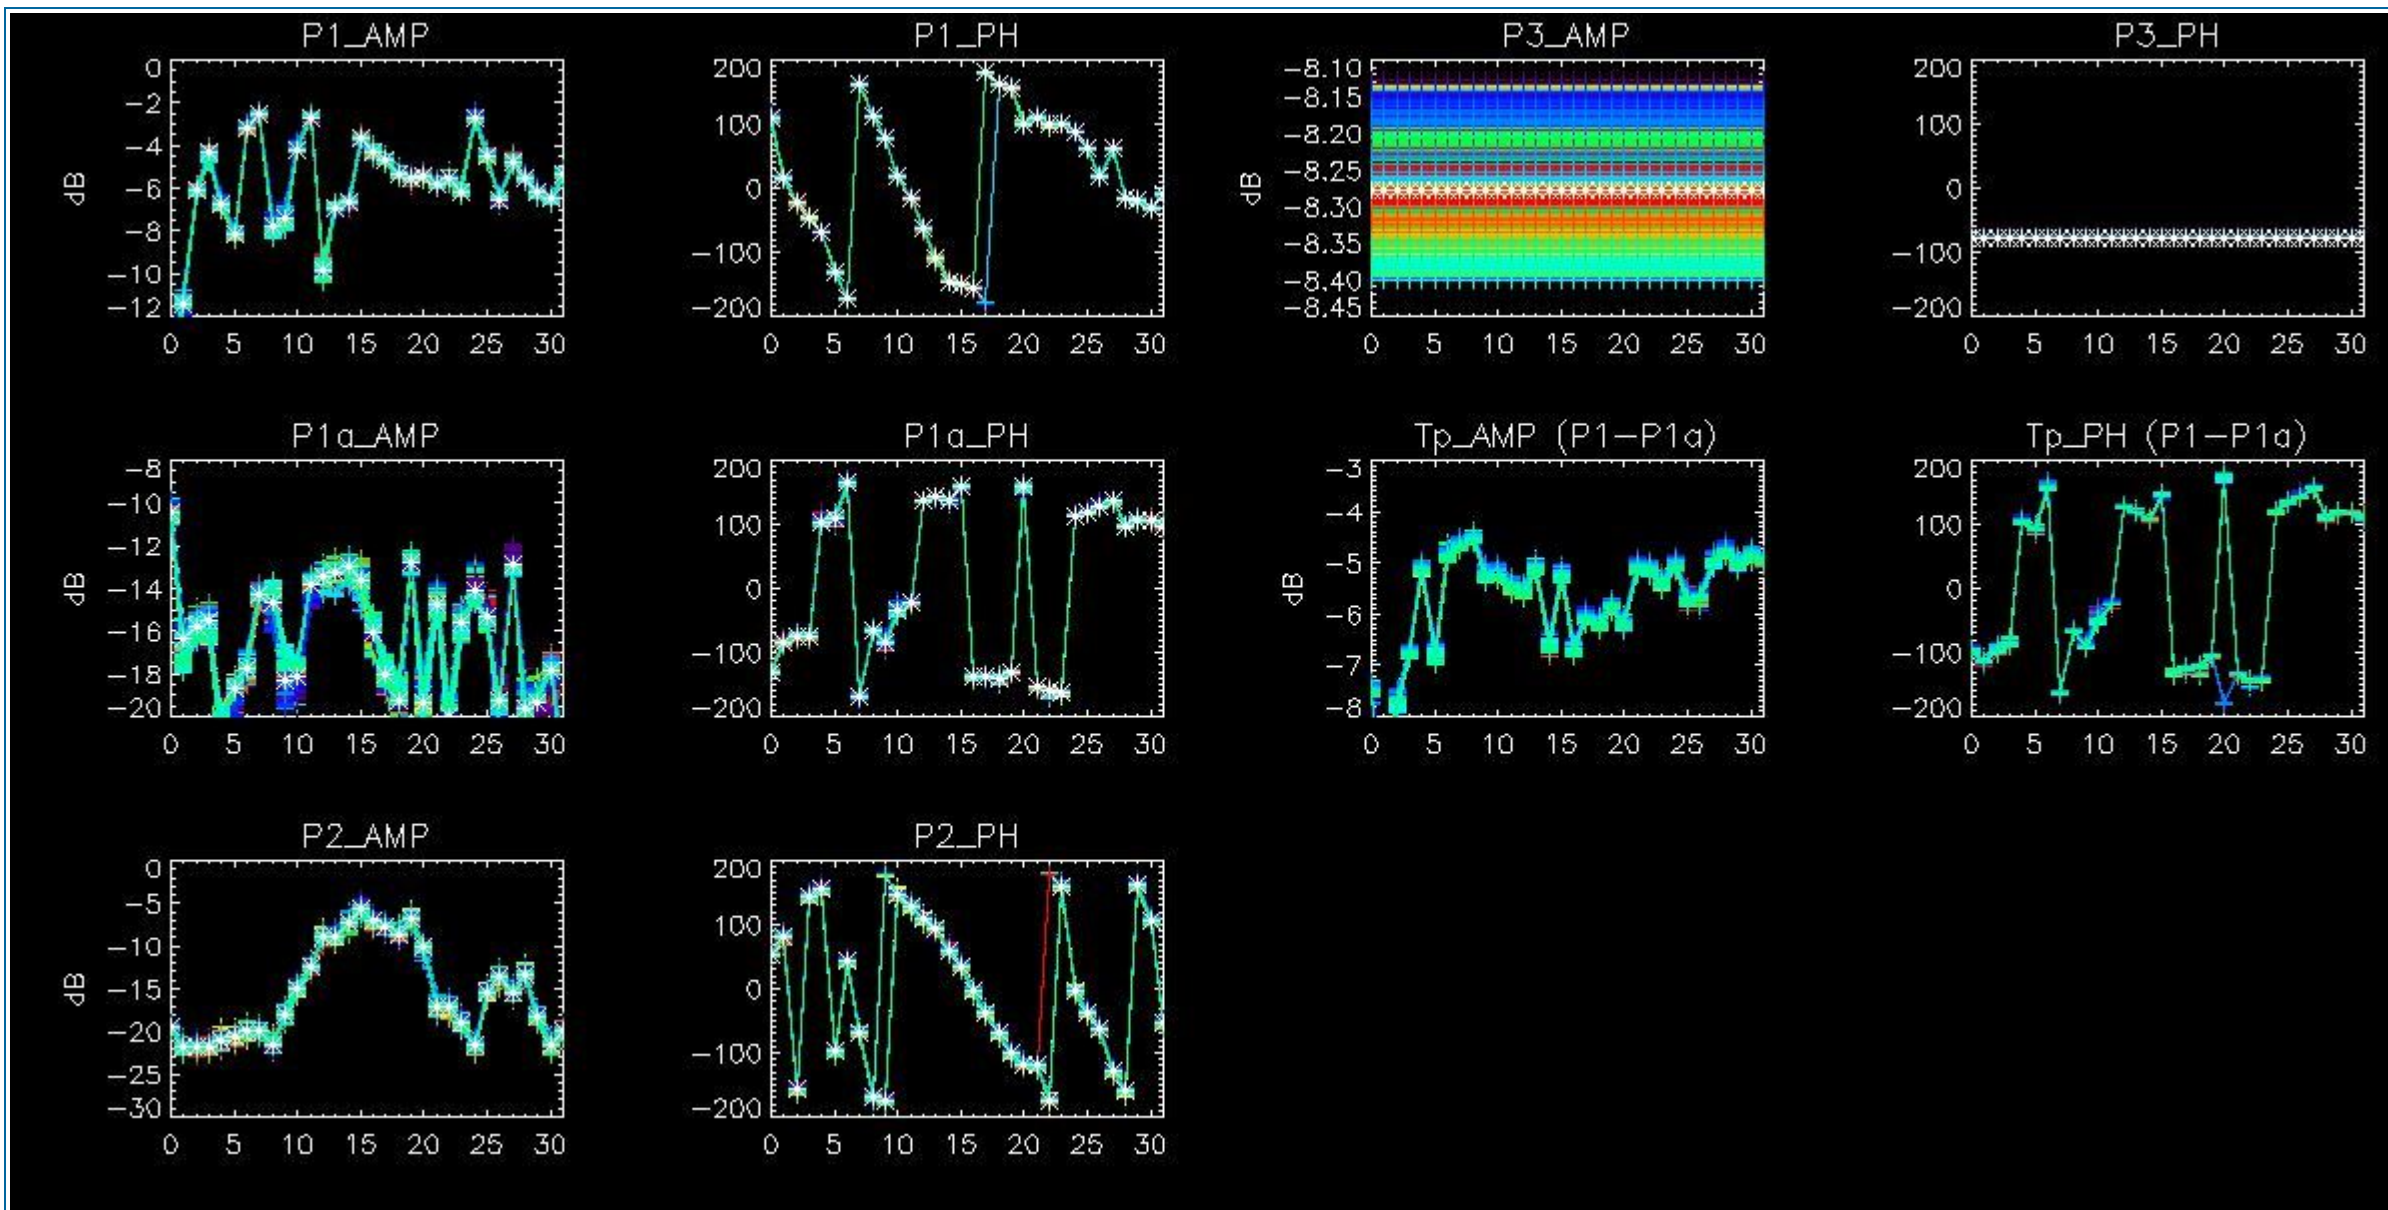 P1_AMP P1_PH P3_AMP P3_PH
0 200 -8.10 200
-2 100 -8.15 100
-4 0 -8.20 0
-6 -100 -8.25 -100
-8 -200 -8.30 -200
-10 -8.35
-12 -8.40
-8.45
dB dB
0 5 10 15 20 25 30 0 5 10 15 20 25 30 0 5 10 15 20 25 30 0 5 10 15 20 25 30
P1a_AMP P1a_PH Tp_AMP (P1-P1a) Tp_PH (P1-P1a)
-8 200 -3 200
-10 100 -4 100
-12 0 -5 0
-14 -100 -6 -100
-16 -200 -7 -200
-18 -8
-20
dB dB
0 5 10 15 20 25 30 0 5 10 15 20 25 30 0 5 10 15 20 25 30 0 5 10 15 20 25 30
P2_AMP P2_PH
0 200
-5 100
-10 0
-15 -100
-20 -200
-25
-30
dB
0 5 10 15 20 25 30 0 5 10 15 20 25 30